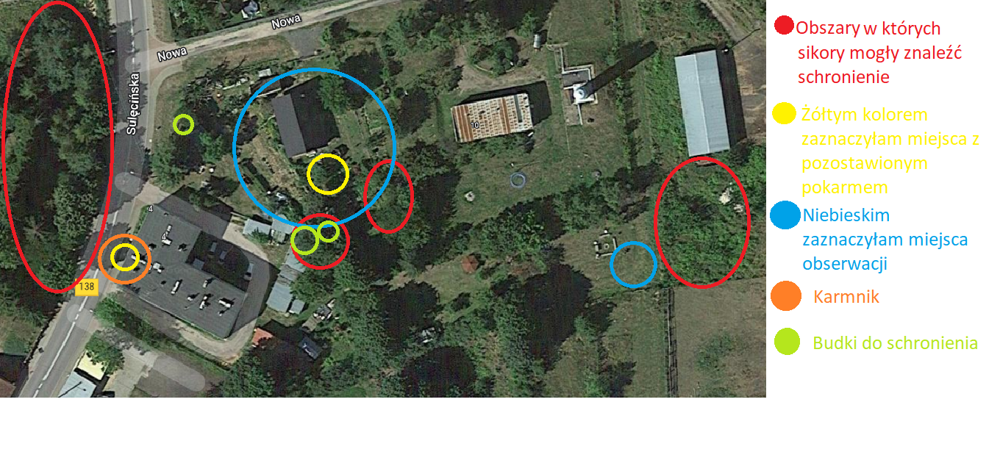 Nowa
Nowa
Sulęcińska
10
4
138
Obszary w których
sikory mogły znaleźć
schronienie
Żółtym kolorem
zaznaczyłam miejsca z
pozostawionym
pokarmem
Niebieskim
zaznaczyłam miejsca
obserwacji
Karmnik
Budki do schronienia